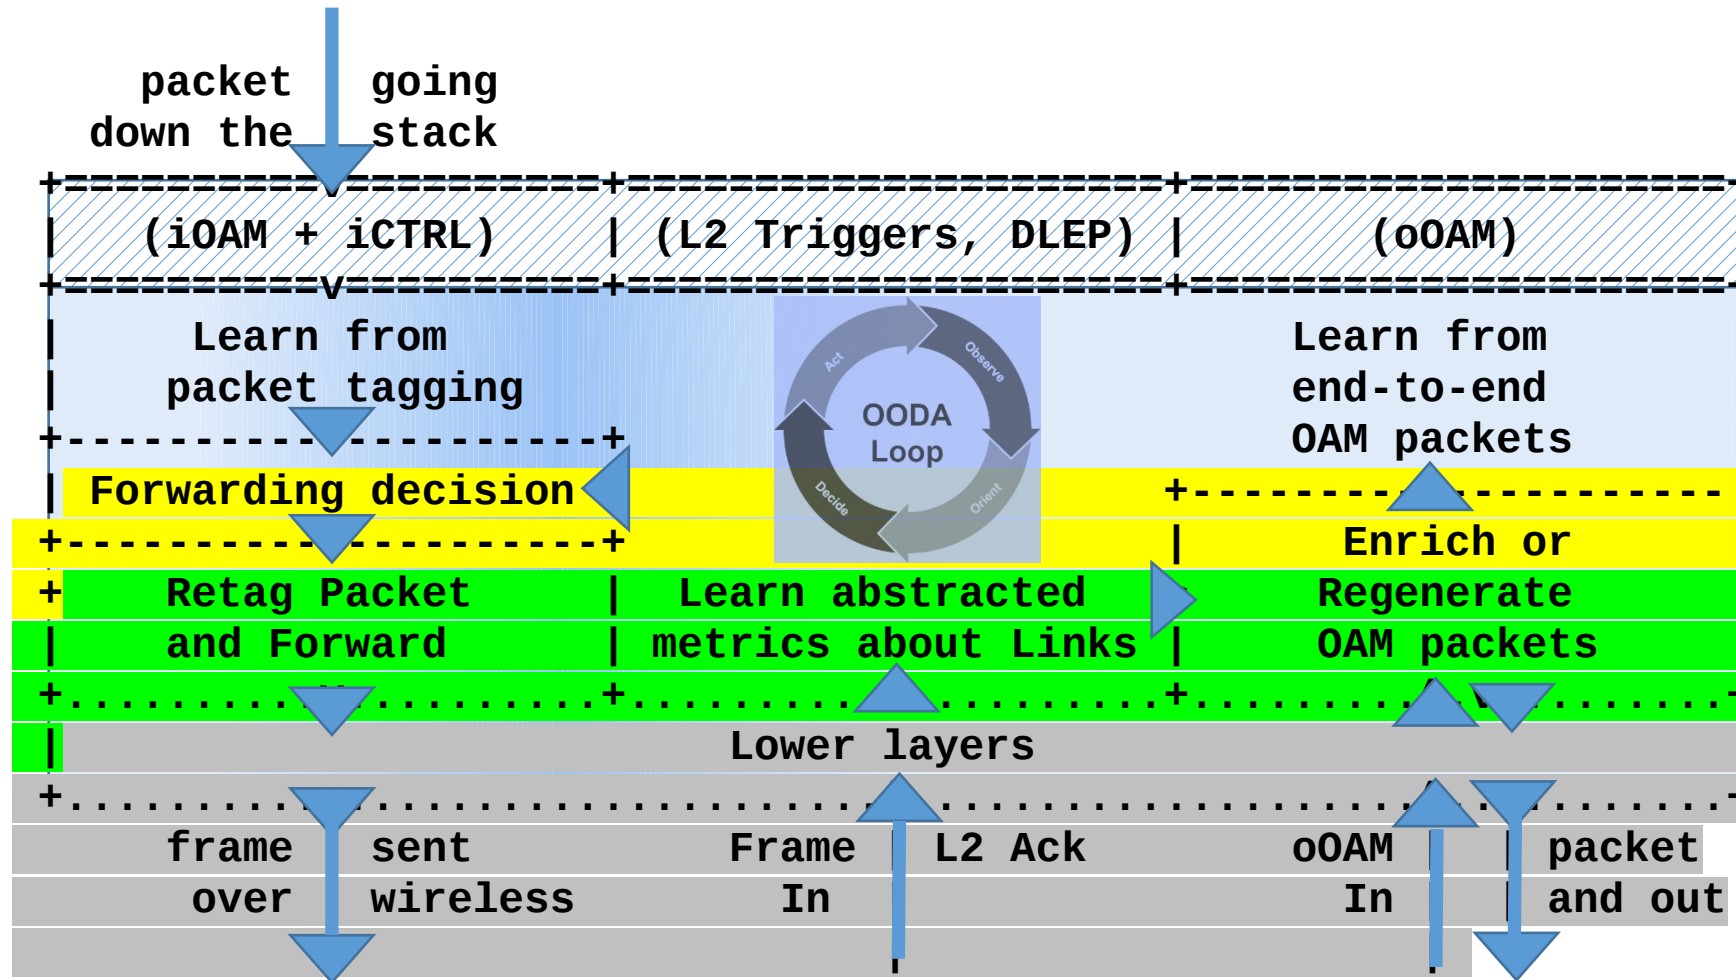 packet going
down the stack
+---------------------+----------------------+----------------------
| (iOAM + iCTRL) | (L2 Triggers, DLEP) | (oOAM)
+----------v----------+----------------------+----------------------
| Learn from Learn from
| packet tagging end-to-end
+---------------------+ OAM packets
Act
Observe
OODA
Loop
Decide
Orient
| Forwarding decision +---------------------
+---------------------+ | Enrich or
+ Retag Packet | Learn abstracted Regenerate
| and Forward | metrics about Links | OAM packets
+.....................+......................+......................
| Lower layers
+...................................................................
frame sent Frame | L2 Ack oOAM | | packet
over wireless In In | | and out